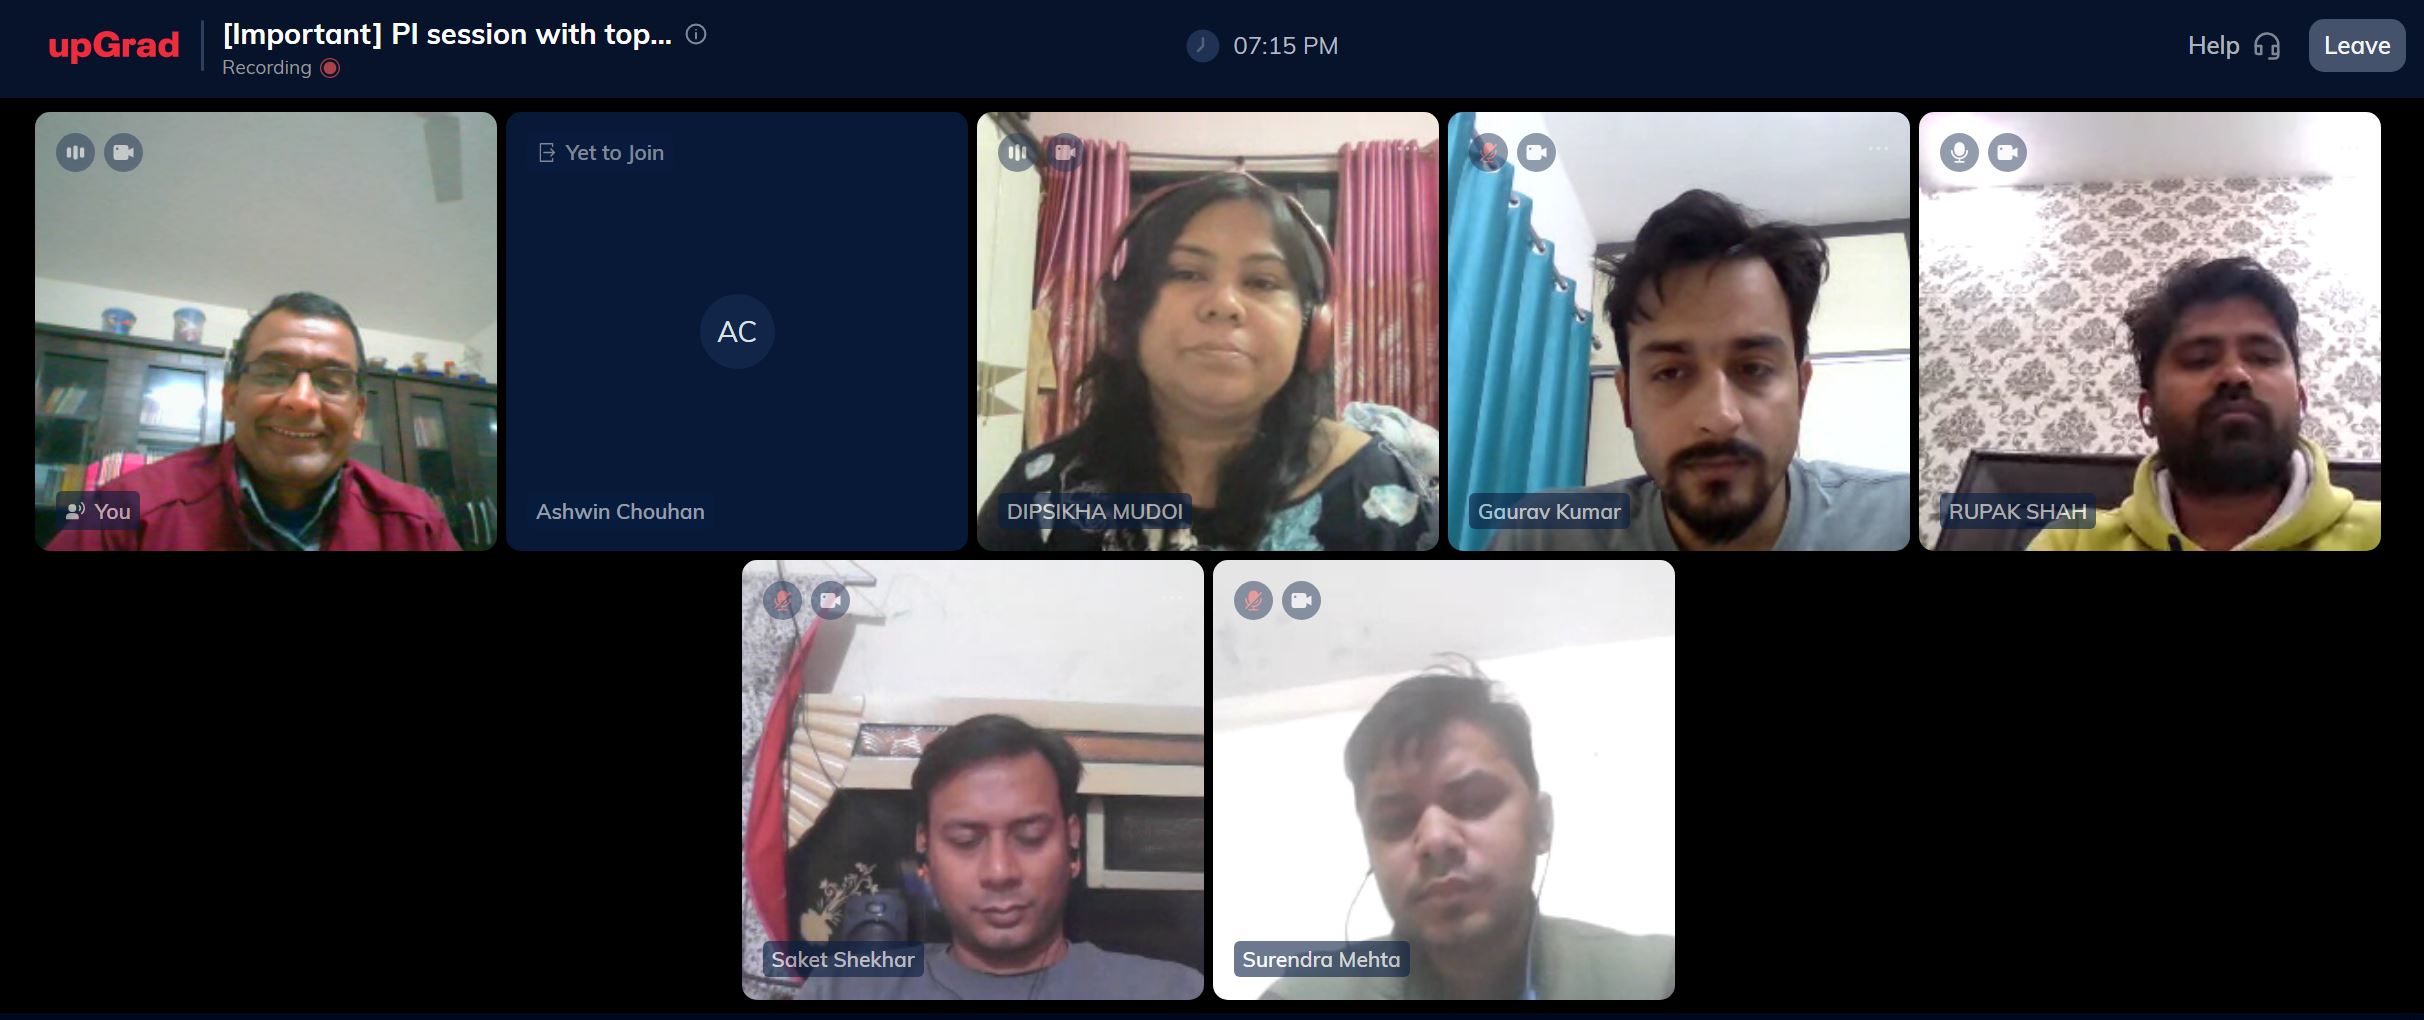 upGrad
[Important] PI session with top...
Recording
07:15 PM
Help
Leave
You
Yet to Join
AC
Ashwin Chouhan
DIPSIKHA MUDOI
Gaurav Kumar
RUPAK SHAH
Saket Shekhar
Surendra Mehta